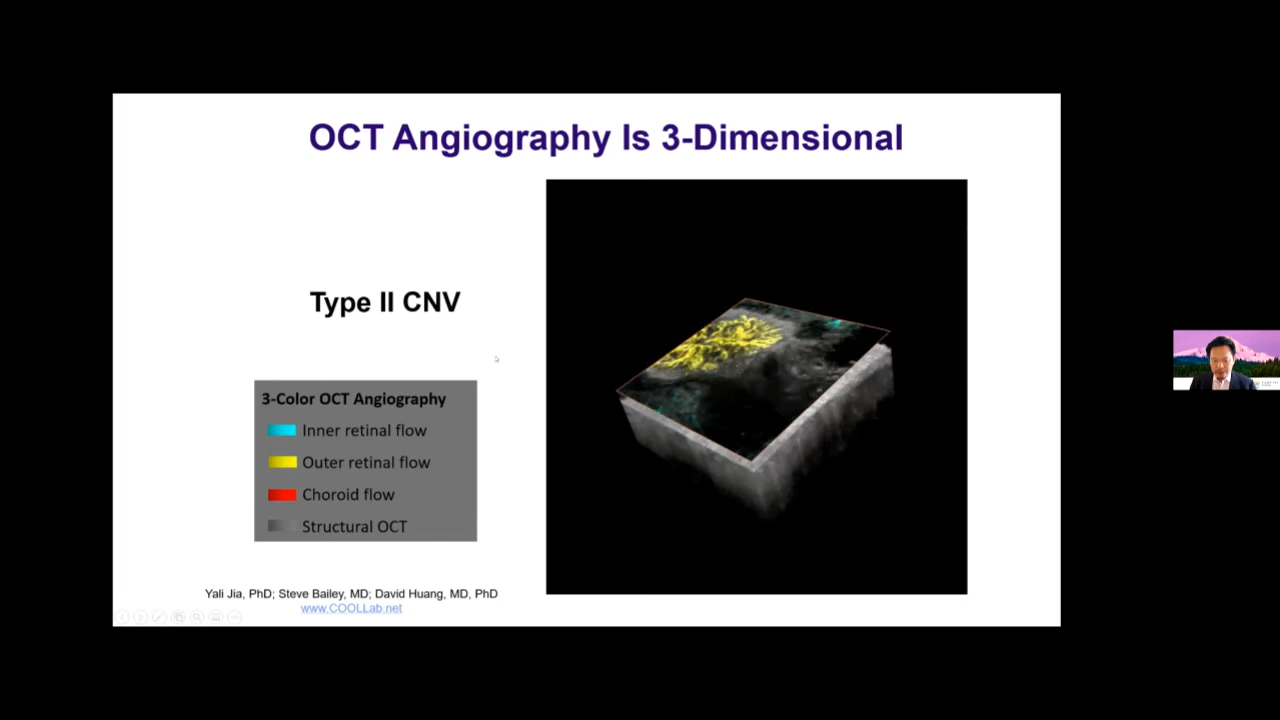 OCT Angiography Is 3-Dimensional
Type II CNV
3-Color OCT Angiography
Inner retinal flow
Outer retinal flow
Choroid flow
Structural OCT
Yali Jia, PhD; Steve Bailey, MD; David Huang, MD, PhD
www.COOLLab.net